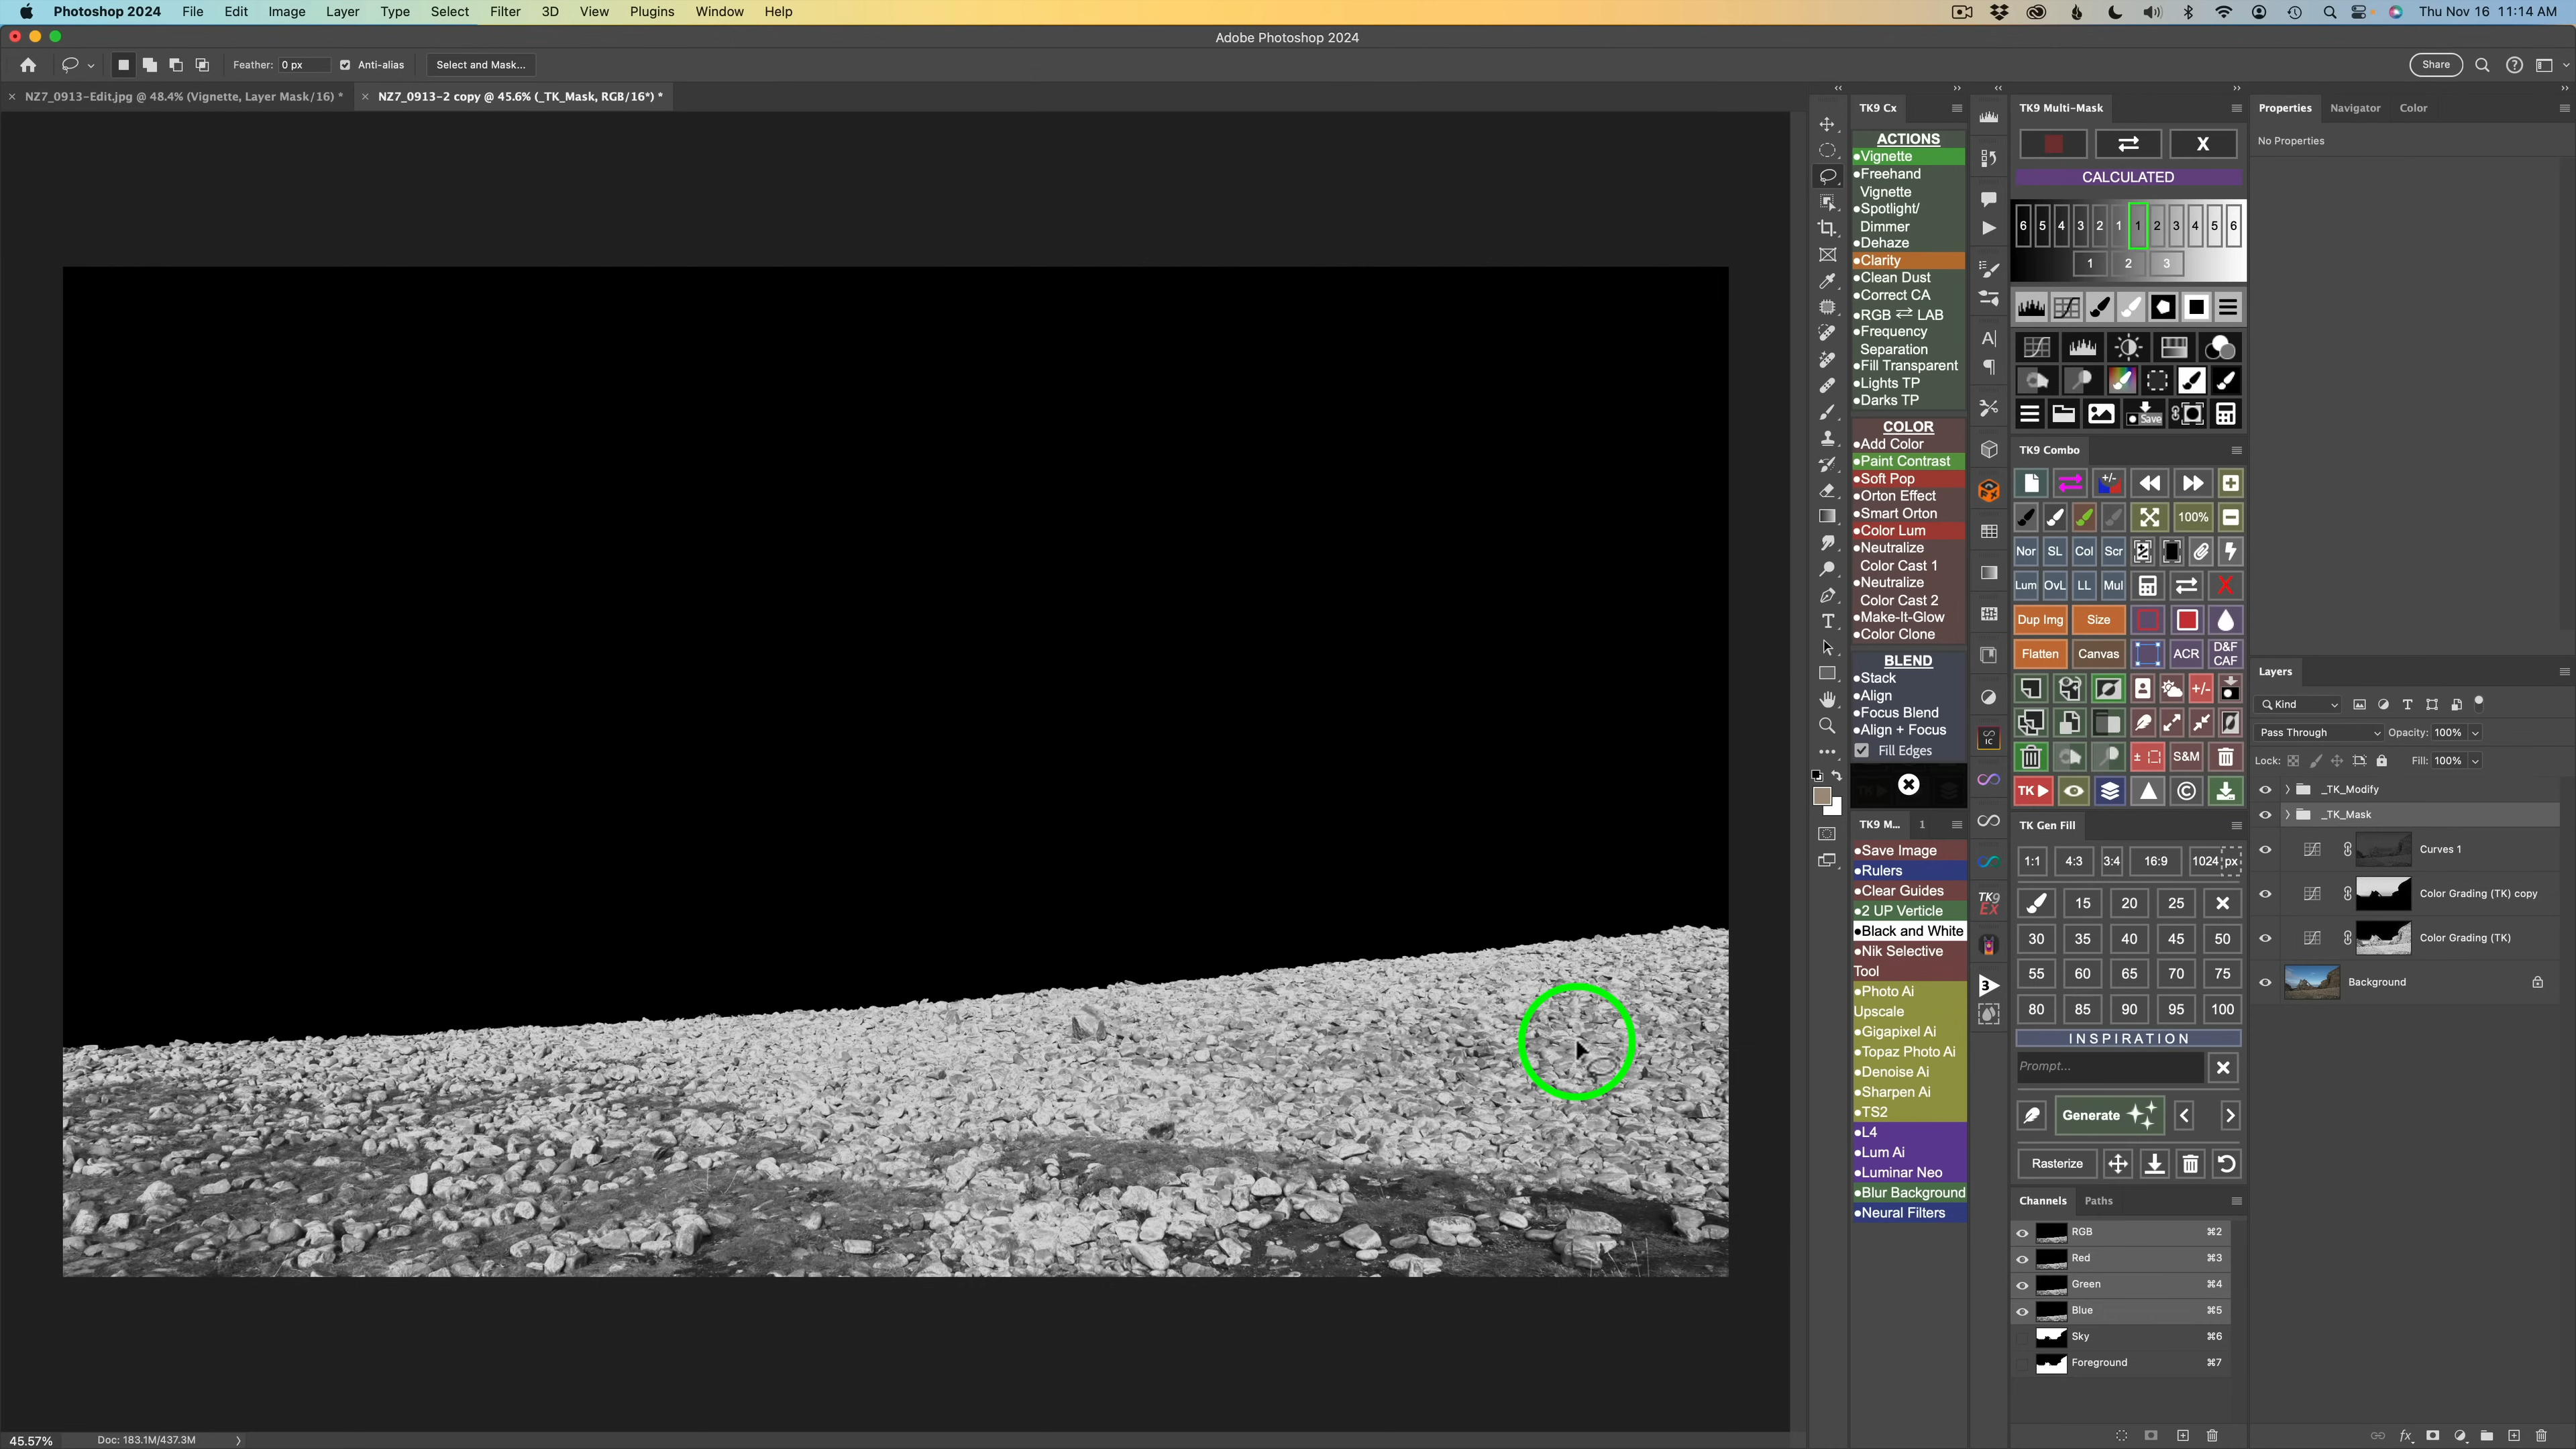 Photoshop 2024 File Edit Image Layer Type Select Filter 3D View Plugins Window Help Thu Nov 16 11:14 AM
Adobe Photoshop 2024
Feather: 0 px Anti-alias Select and Mask... Share
NZ7_0913-Edit.jpg @ 48.4% (Vignette, Layer Mask/16) * NZ7_0913-2 copy @ 45.6% (_TK_Mask, RGB/16*) *
TK9 Cx
ACTIONS
•Vignette
•Freehand
Vignette
•Spotlight/
Dimmer
•Dehaze
•Clarity
•Clean Dust
•Correct CA
•RGB ⇄ LAB
•Frequency
Separation
•Fill Transparent
•Lights TP
•Darks TP
COLOR
•Add Color
•Paint Contrast
•Soft Pop
•Orton Effect
•Smart Orton
•Color Lum
•Neutralize
Color Cast 1
•Neutralize
Color Cast 2
•Make-It-Glow
•Color Clone
BLEND
•Stack
•Align
•Focus Blend
•Align + Focus
Fill Edges
TK9 M... 1
•Save Image
•Rulers
•Clear Guides
•2 UP Verticle
•Black and White
•Nik Selective
Tool
•Photo Ai
Upscale
•Gigapixel Ai
•Topaz Photo Ai
•Denoise Ai
•Sharpen Ai
•TS2
•L4
•Lum Ai
•Luminar Neo
•Blur Background
•Neural Filters
IC
TK9
EX
3
TK9 Multi-Mask
X
CALCULATED
6 5 4 3 2 1 1 2 3 4 5 6
1 2 3
Save
TK9 Combo
+/-
100%
Nor SL Col Scr
Lum OvL LL Mul X
Dup Img Size
Flatten Canvas ACR D&F
CAF
+/-
S&M
TK
TK Gen Fill
1:1 4:3 3:4 16:9 1024 px
15 20 25
30 35 40 45 50
55 60 65 70 75
80 85 90 95 100
INSPIRATION
Prompt...
Generate
Rasterize
Channels Paths
RGB ⌘2
Red ⌘3
Green ⌘4
Blue ⌘5
Sky ⌘6
Foreground ⌘7
Properties Navigator Color
No Properties
Layers
Kind
Pass Through Opacity: 100%
Lock: Fill: 100%
_TK_Modify
_TK_Mask
Curves 1
Color Grading (TK) copy
Color Grading (TK)
Background
45.57% Doc: 183.1M/437.3M